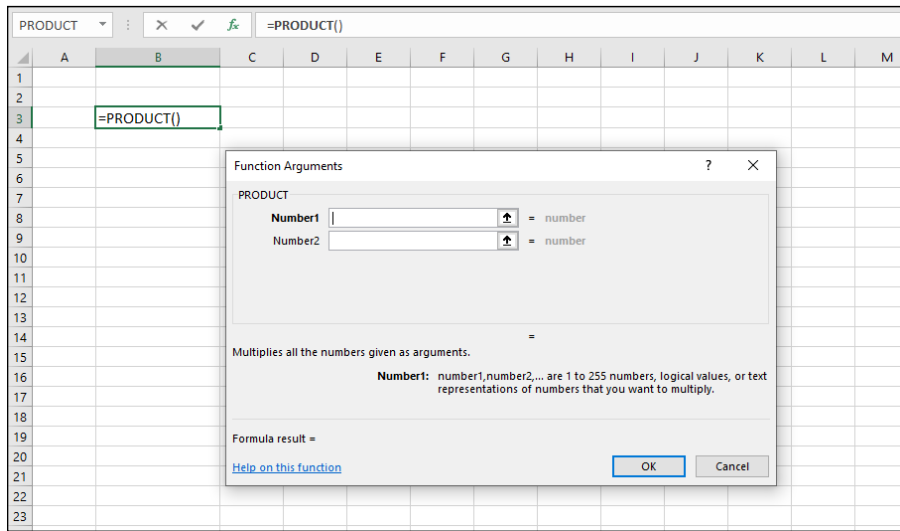 PRODUCT =PRODUCT()
A B C D E F G H I J K L M
1
2
3 =PRODUCT()
4
5
6
7
8
9
10
11
12
13
14
15
16
17
18
19
20
21
22
23
Function Arguments ?
PRODUCT
Number1 = number
Number2 = number
=
Multiplies all the numbers given as arguments.
Number1: number1,number2,... are 1 to 255 numbers, logical values, or text
representations of numbers that you want to multiply.
Formula result =
Help on this function OK Cancel